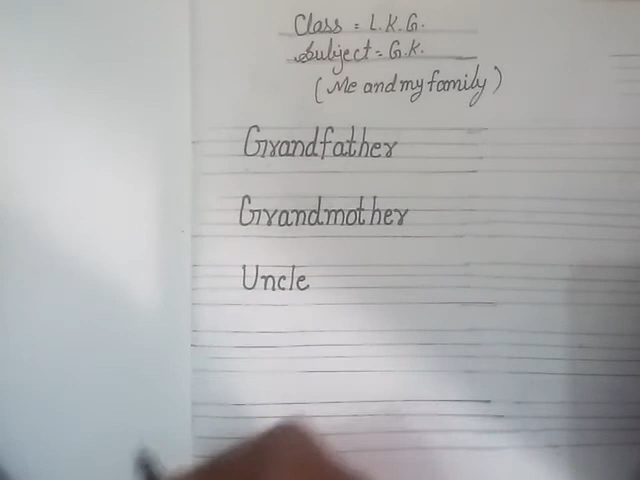 Class = L.K.G.
Subject = G.K.
(Me and my family)
Grandfather
Grandmother
Uncle